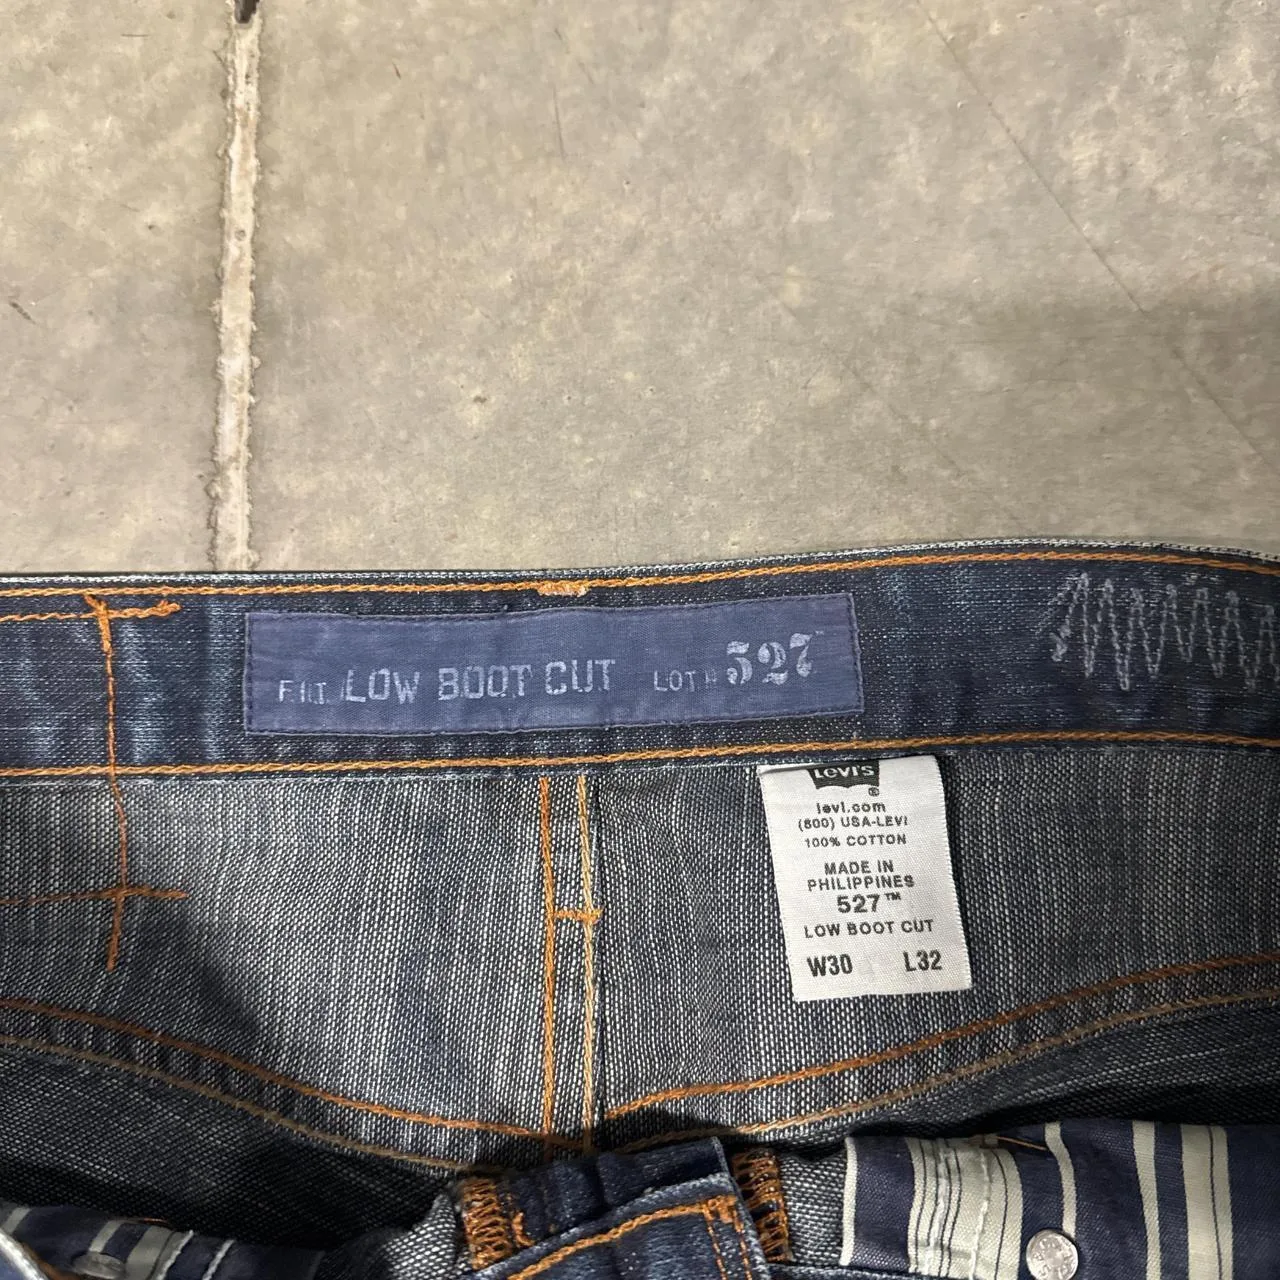 FIT. LOW BOOT CUT LOT# 527™
LEVI'S
®
levi.com
(800) USA-LEVI
100% COTTON
MADE IN
PHILIPPINES
527™
LOW BOOT CUT
W30 L32